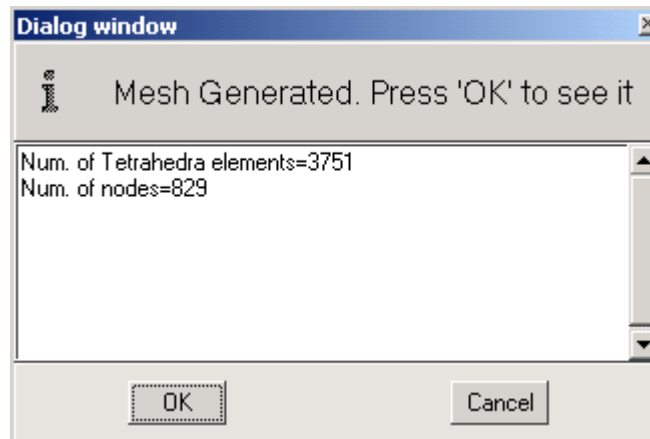 Dialog window
Mesh Generated. Press 'OK' to see it
Num. of Tetrahedra elements=3751
Num. of nodes=829
OK
Cancel